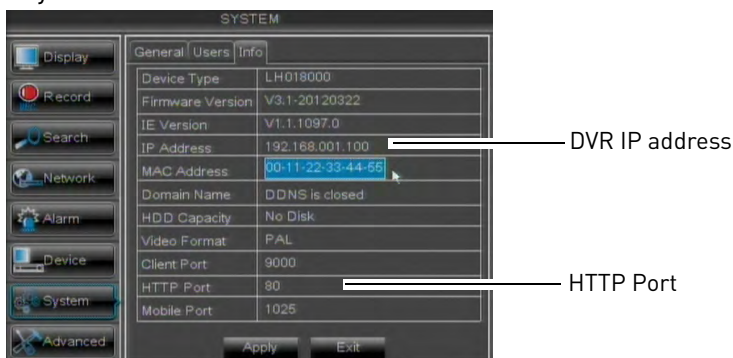 SYSTEM
Display
Record
Search
Network
Alarm
Device
System
Advanced
General Users Info
Device Type LH018000
Firmware Version V3.1-20120322
IE Version V1.1.1097.0
IP Address 192.168.001.100
MAC Address 00-11-22-33-44-55
Domain Name DDNS is closed
HDD Capacity No Disk
Video Format PAL
Client Port 9000
HTTP Port 80
Mobile Port 1025
Apply Exit
DVR IP address
HTTP Port